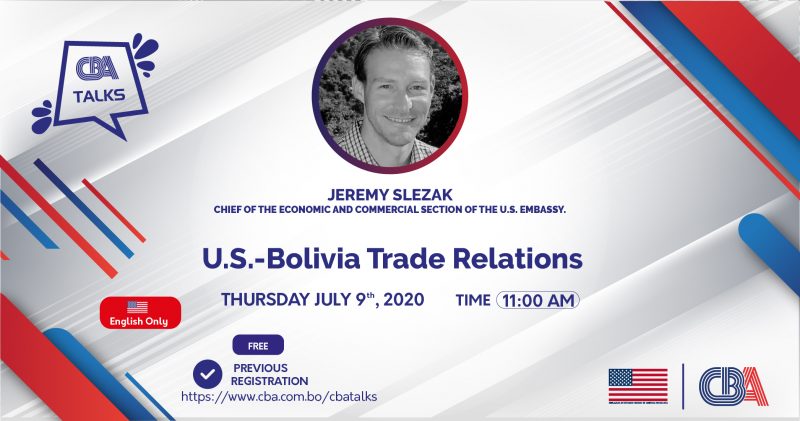 CBA
TALKS
JEREMY SLEZAK
CHIEF OF THE ECONOMIC AND COMMERCIAL SECTION OF THE U.S. EMBASSY.
U.S.-Bolivia Trade Relations
THURSDAY JULY 9th, 2020 TIME 11:00 AM
English Only
FREE
PREVIOUS
REGISTRATION
https://www.cba.com.bo/cbatalks
CBA